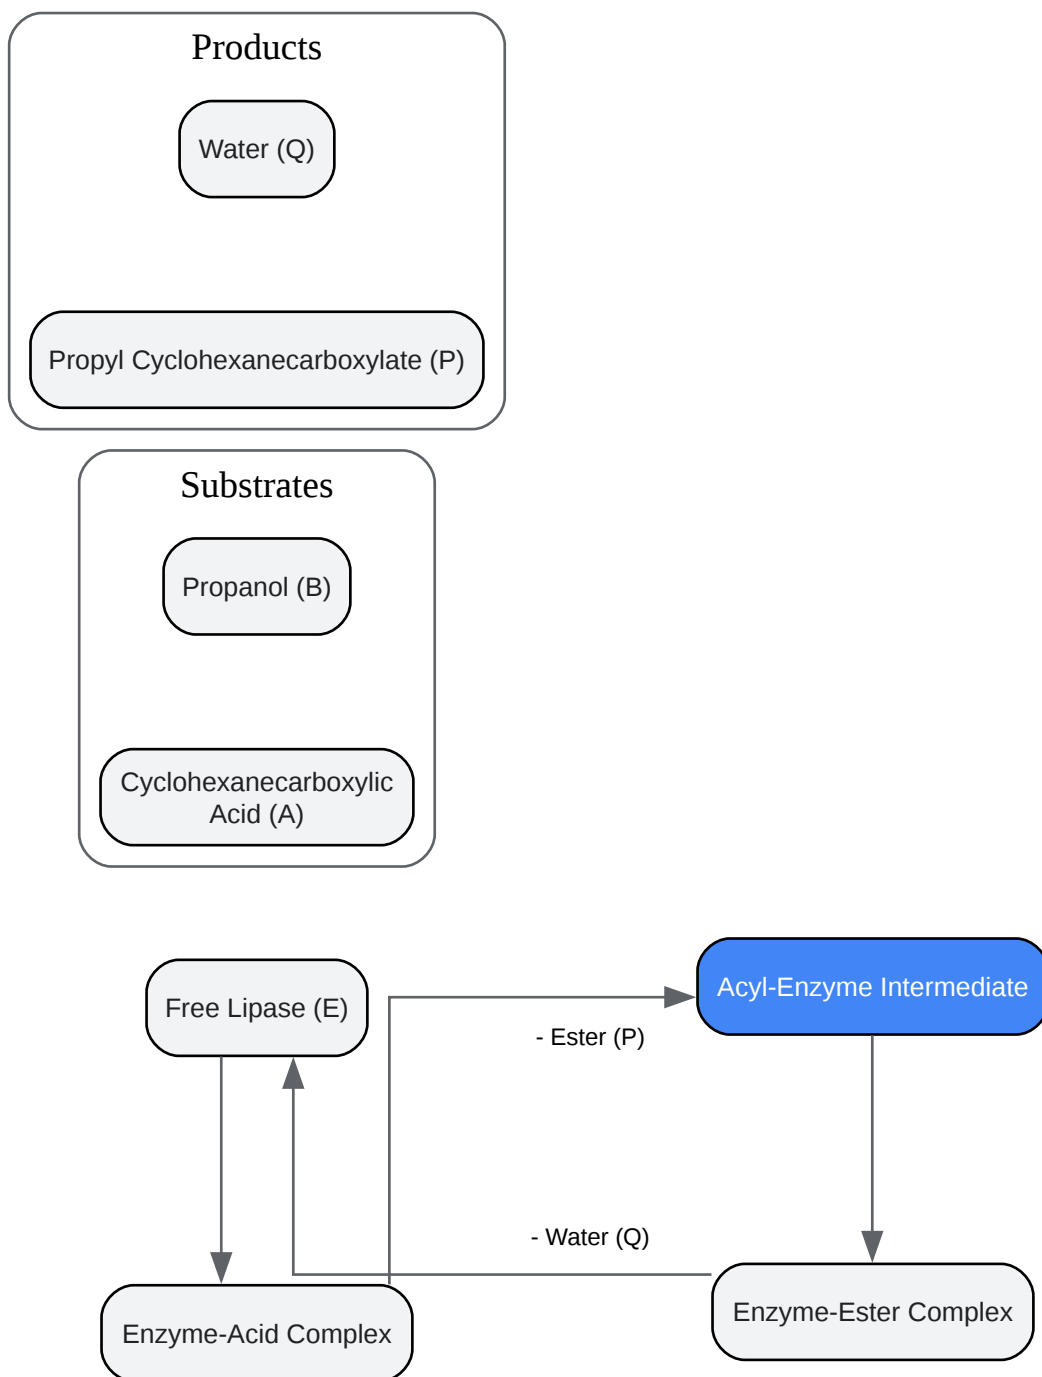 Products
Water (Q)
Propyl Cyclohexanecarboxylate (P)
Substrates
Propanol (B)
Cyclohexanecarboxylic
Acid (A)
Free Lipase (E)
Acyl-Enzyme Intermediate
- Ester (P)
- Water (Q)
Enzyme-Acid Complex
Enzyme-Ester Complex